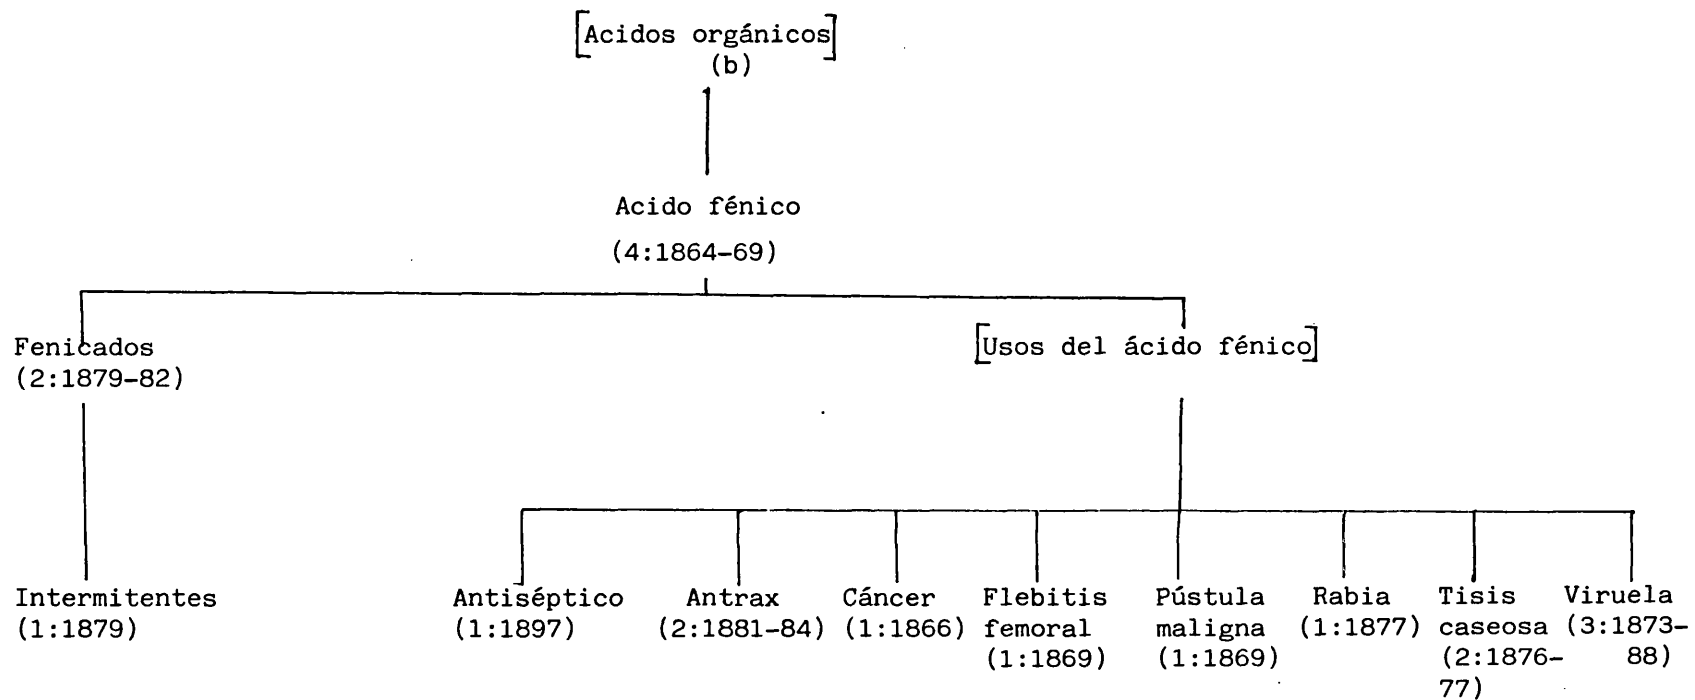 [Acidos orgánicos]
(b)
Acido fénico
(4:1864-69)
Fenicados
(2:1879-82)
[Usos del ácido fénico]
Intermitentes
(1:1879)
Antiséptico
(1:1897)
Antrax
(2:1881-84)
Cáncer
(1:1866)
Flebitis
femoral
(1:1869)
Pústula
maligna
(1:1869)
Rabia
(1:1877)
Tisis
caseosa
(2:1876-
77)
Viruela
(3:1873-
88)